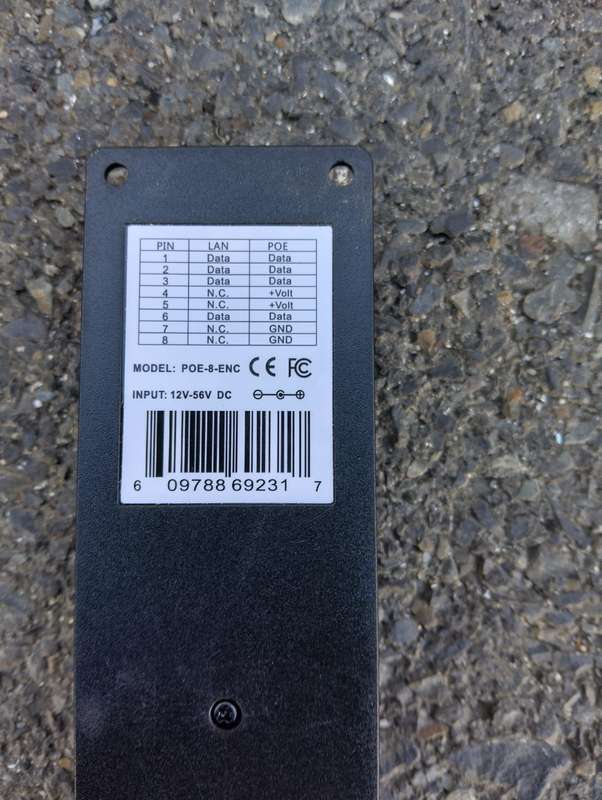 PIN LAN POE
1 Data Data
2 Data Data
3 Data Data
4 N.C. +Volt
5 N.C. +Volt
6 Data Data
7 N.C. GND
8 N.C. GND
MODEL: POE-8-ENC CE FC
INPUT: 12V-56V DC
6 09788 69231 7